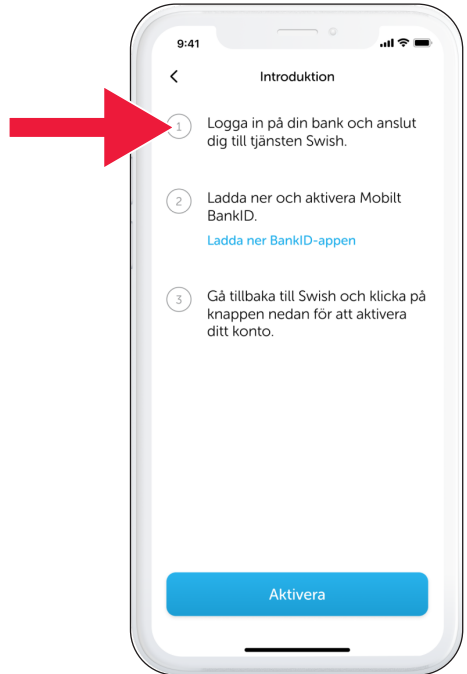 9:41
Introduktion
1
Logga in på din bank och anslut
dig till tjänsten Swish.
2
Ladda ner och aktivera Mobilt
BankID.
Ladda ner BankID-appen
3
Gå tillbaka till Swish och klicka på
knappen nedan för att aktivera
ditt konto.
Aktivera